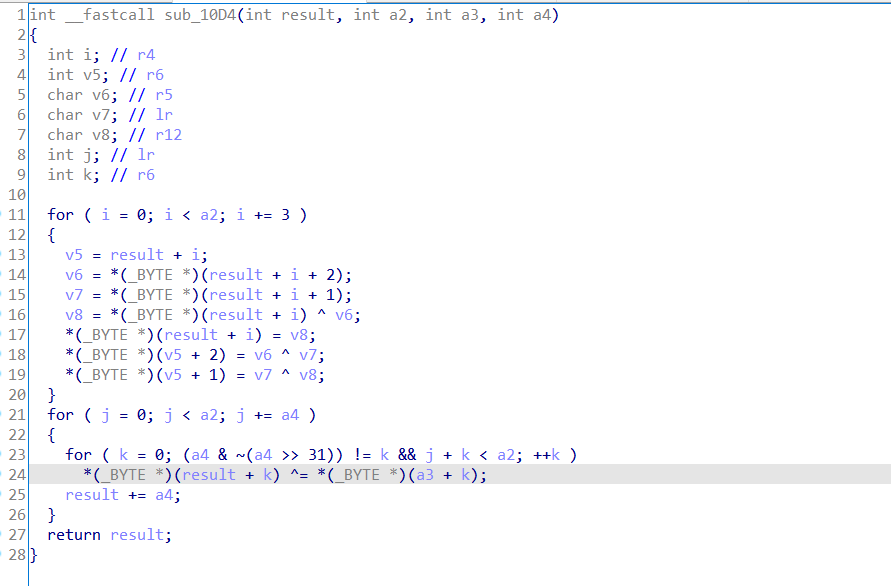 1 int __fastcall sub_10D4(int result, int a2, int a3, int a4)
2 {
3   int i; // r4
4   int v5; // r6
5   char v6; // r5
6   char v7; // lr
7   char v8; // r12
8   int j; // lr
9   int k; // r6
10
11   for ( i = 0; i < a2; i += 3 )
12   {
13     v5 = result + i;
14     v6 = *(_BYTE *)(result + i + 2);
15     v7 = *(_BYTE *)(result + i + 1);
16     v8 = *(_BYTE *)(result + i) ^ v6;
17     *(_BYTE *)(result + i) = v8;
18     *(_BYTE *)(v5 + 2) = v6 ^ v7;
19     *(_BYTE *)(v5 + 1) = v7 ^ v8;
20   }
21   for ( j = 0; j < a2; j += a4 )
22   {
23     for ( k = 0; (a4 & ~(a4 >> 31)) != k && j + k < a2; ++k )
24       *(_BYTE *)(result + k) ^= *(_BYTE *)(a3 + k);
25     result += a4;
26   }
27   return result;
28 }